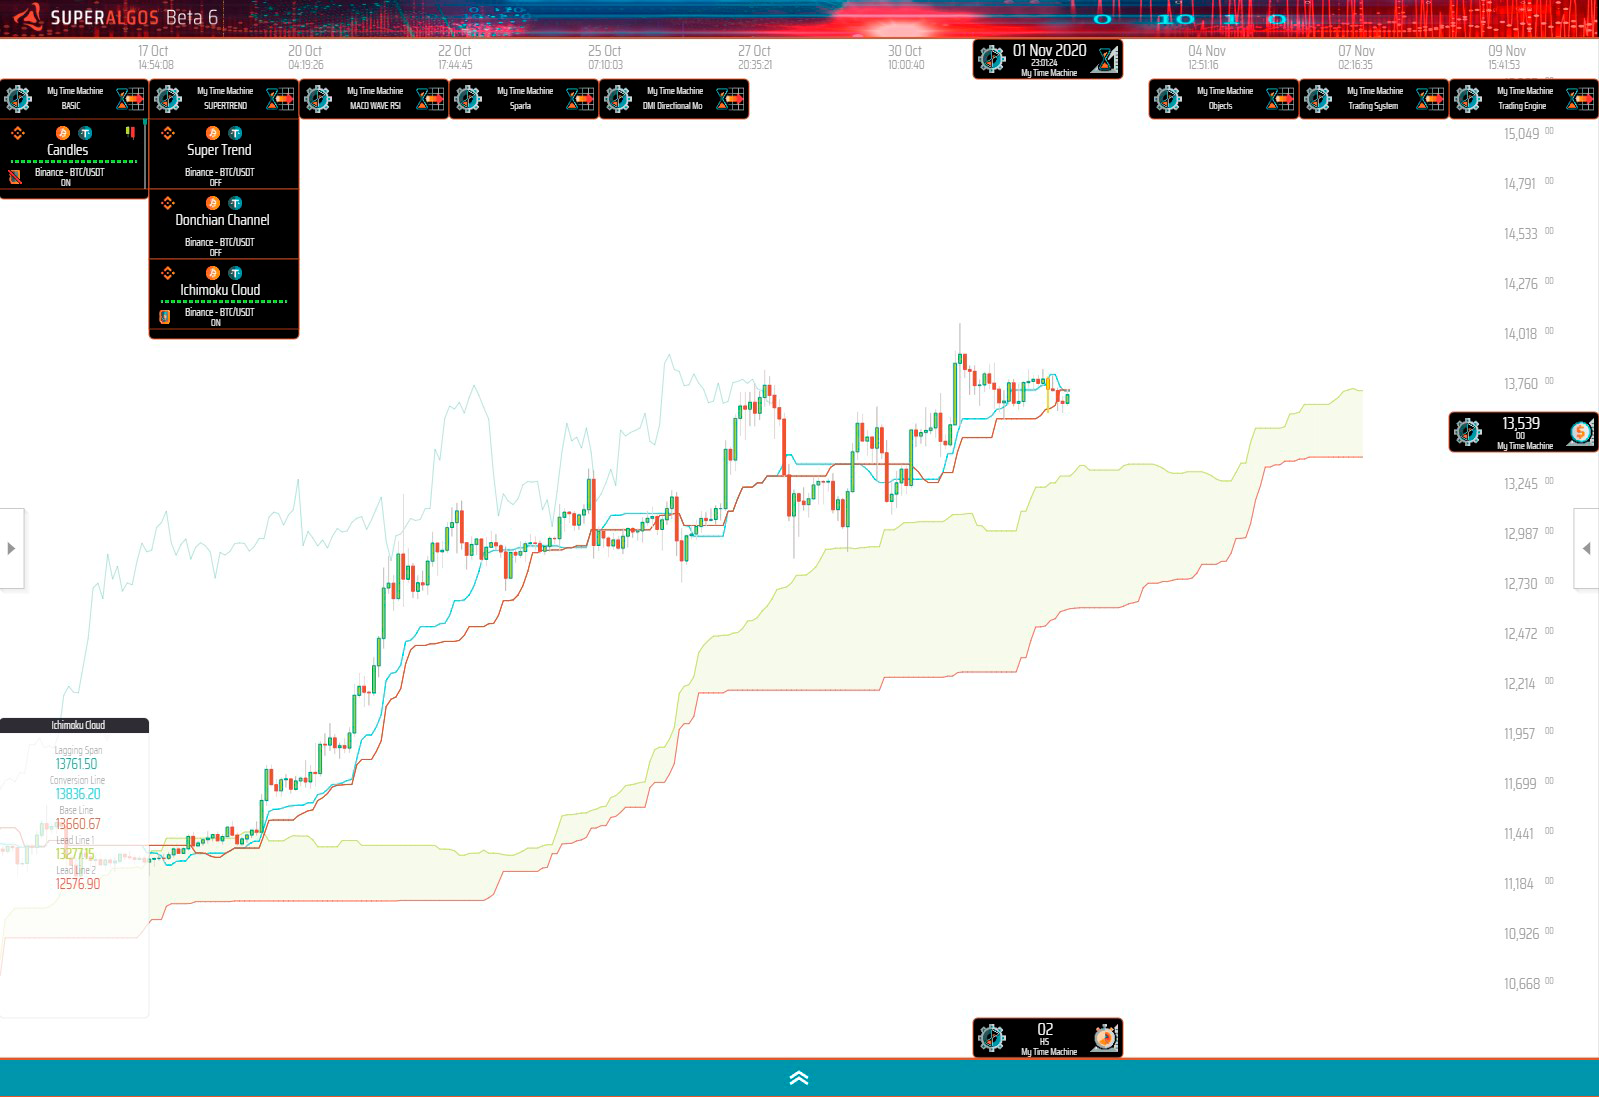 SUPERALGOS Beta 6
0 10 1 0
17 Oct 20 Oct 22 Oct 25 Oct 27 Oct 30 Oct 01 Nov 2020 04 Nov 07 Nov 09 Nov
14:54:08 04:19:26 17:44:45 07:10:03 20:35:21 10:00:40 23:01:24 12:51:16 02:16:35 15:41:53
My Time Machine
My Time Machine My Time Machine My Time Machine My Time Machine My Time Machine My Time Machine My Time Machine My Time Machine
BASIC SUPERTREND MACD WAVE RSI Sparta DMI Directional Mo Objects Trading System Trading Engine
Candles
Binance - BTC/USDT
ON
Super Trend
Binance - BTC/USDT
OFF
Donchian Channel
Binance - BTC/USDT
OFF
Ichimoku Cloud
Binance - BTC/USDT
ON
15,049 00
14,791 00
14,533 00
14,276 00
14,018 00
13,760 00
13,539
00
My Time Machine
13,245 00
12,987 00
12,730 00
12,472 00
12,214 00
11,957 00
11,699 00
11,441 00
11,184 00
10,926 00
10,668 00
Ichimoku Cloud
Lagging Span
13761.50
Conversion Line
13836.20
Base Line
13660.67
Lead Line 1
13277.15
Lead Line 2
12576.90
02
HS
My Time Machine